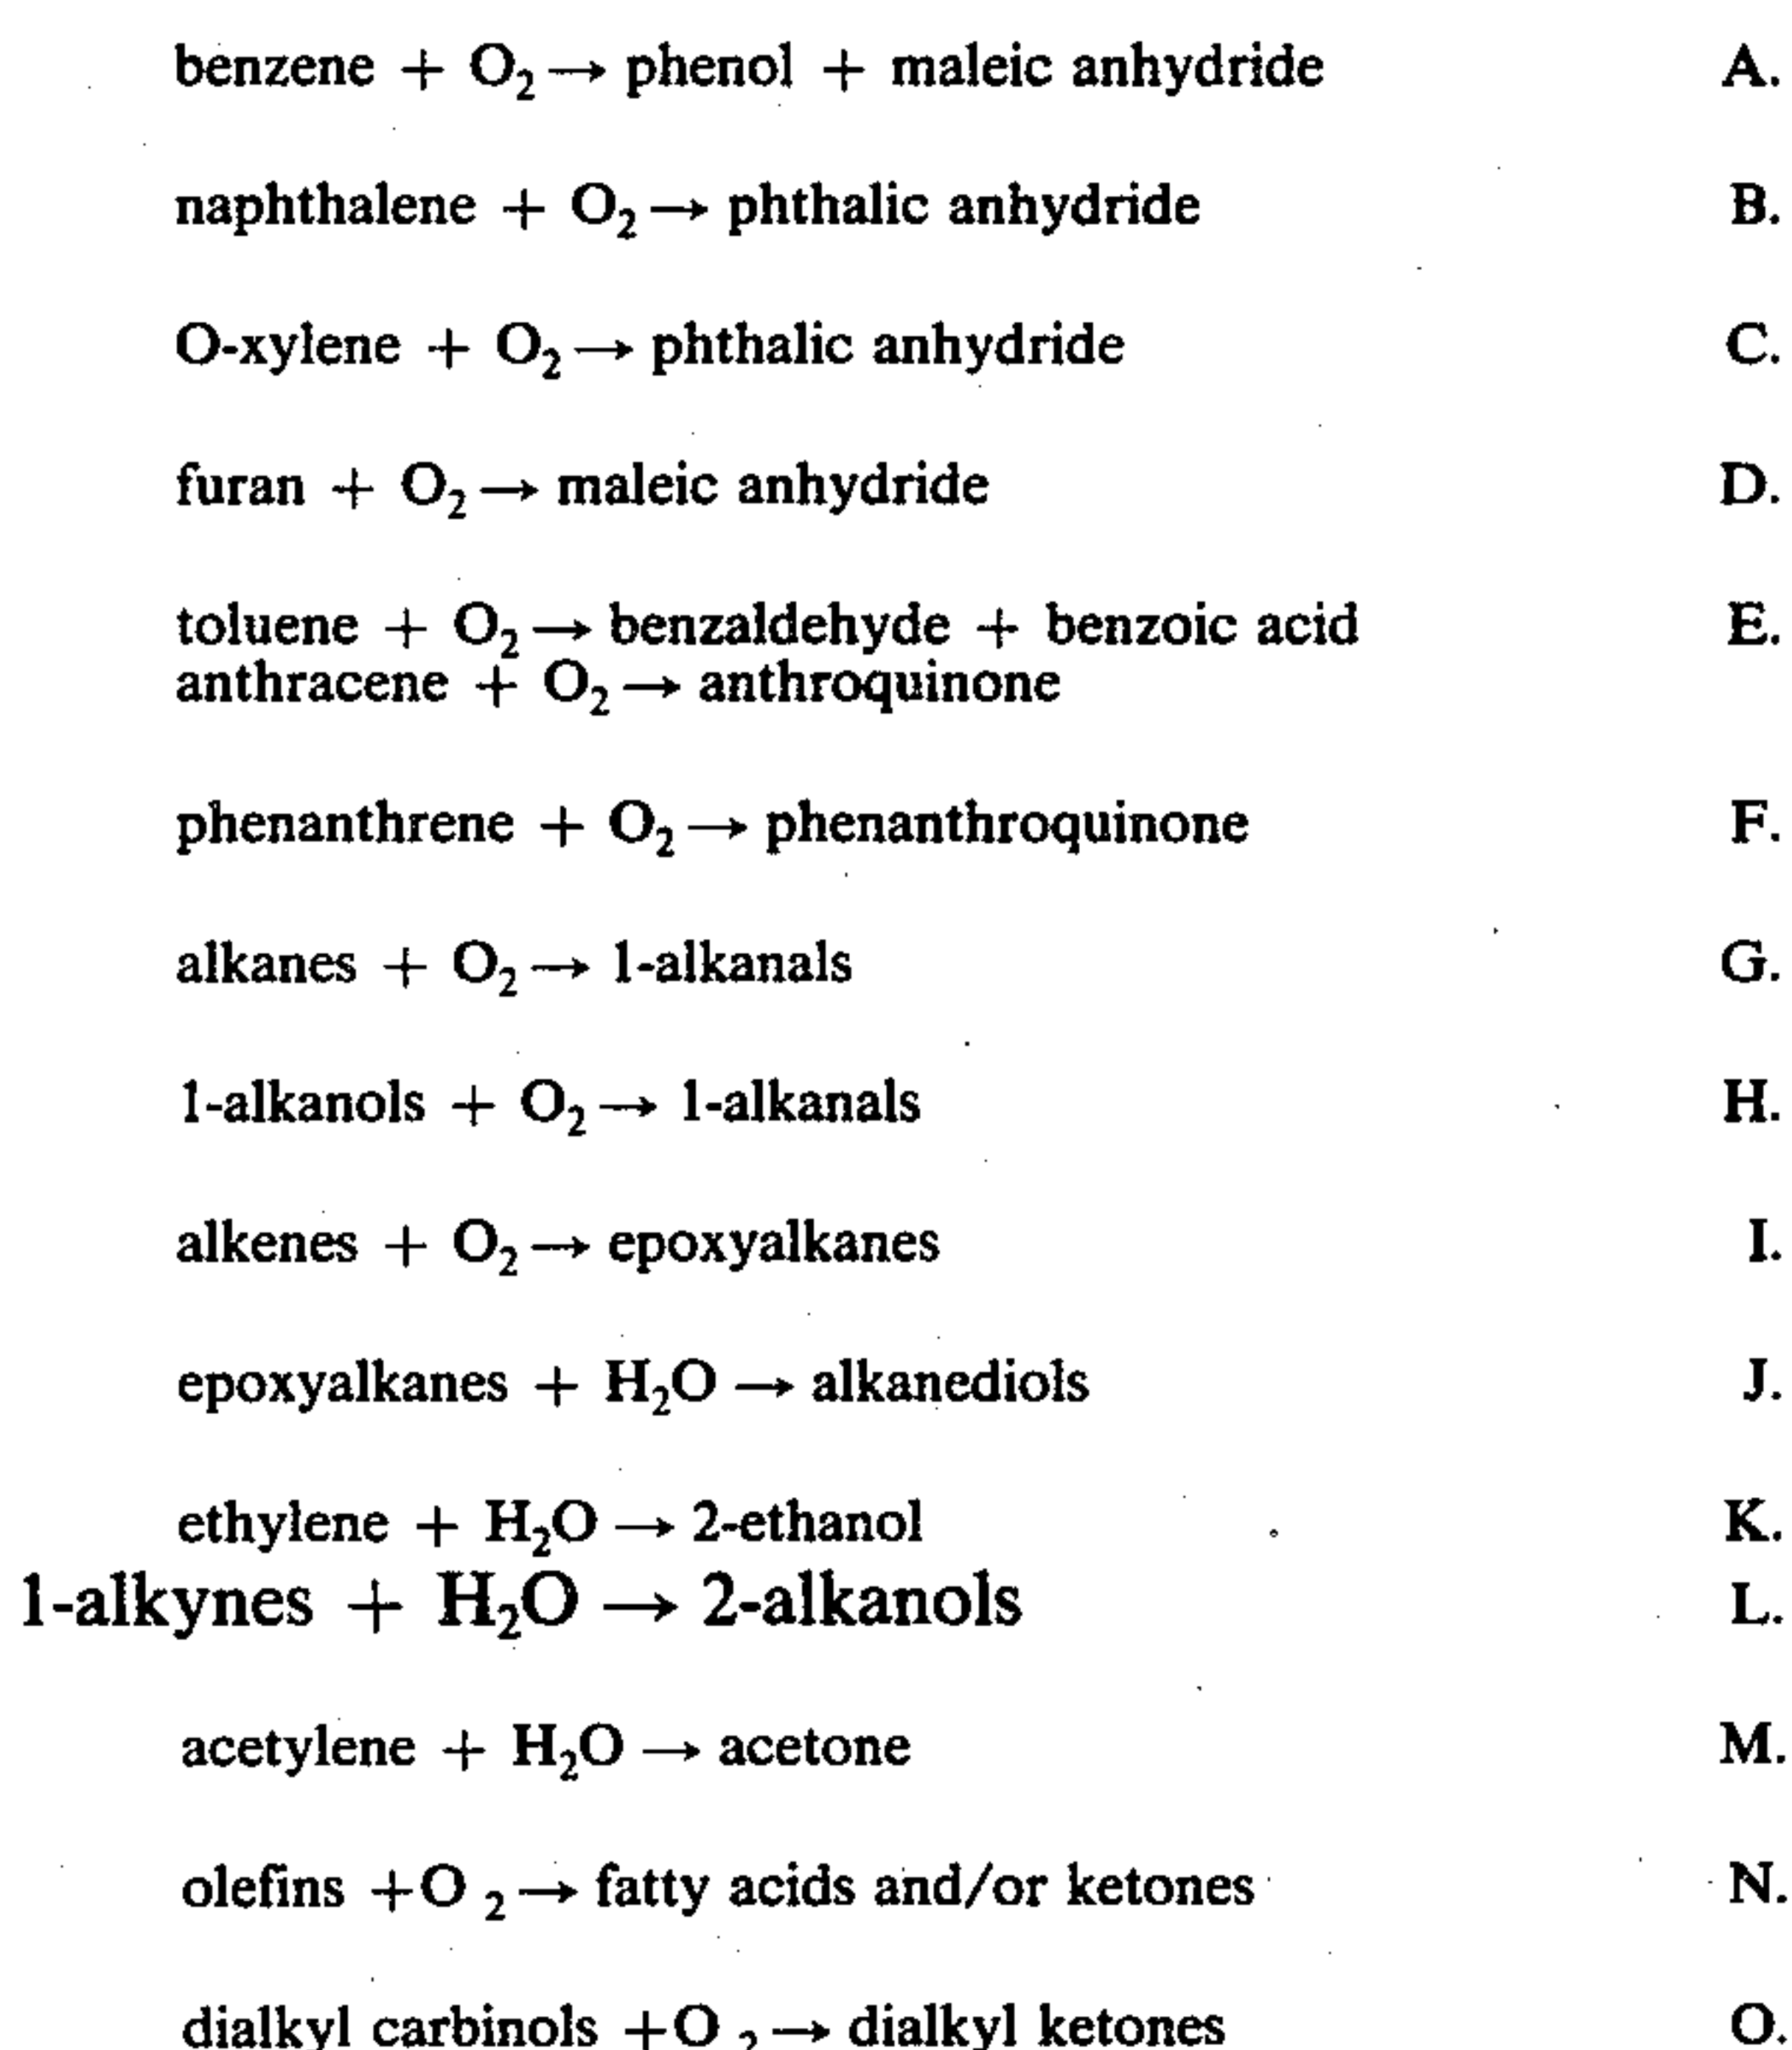 benzene + O₂ → phenol + maleic anhydride A.
naphthalene + O₂ → phthalic anhydride B.
O-xylene + O₂ → phthalic anhydride C.
furan + O₂ → maleic anhydride D.
toluene + O₂ → benzaldehyde + benzoic acid E.
anthracene + O₂ → anthroquinone
phenanthrene + O₂ → phenanthroquinone F.
alkanes + O₂ → 1-alkanals G.
1-alkanols + O₂ → 1-alkanals H.
alkenes + O₂ → epoxyalkanes I.
epoxyalkanes + H₂O → alkanediols J.
ethylene + H₂O → 2-ethanol K.
1-alkynes + H₂O → 2-alkanols L.
acetylene + H₂O → acetone M.
olefins +O ₂ → fatty acids and/or ketones N.
dialkyl carbinols +O ₂ → dialkyl ketones O.